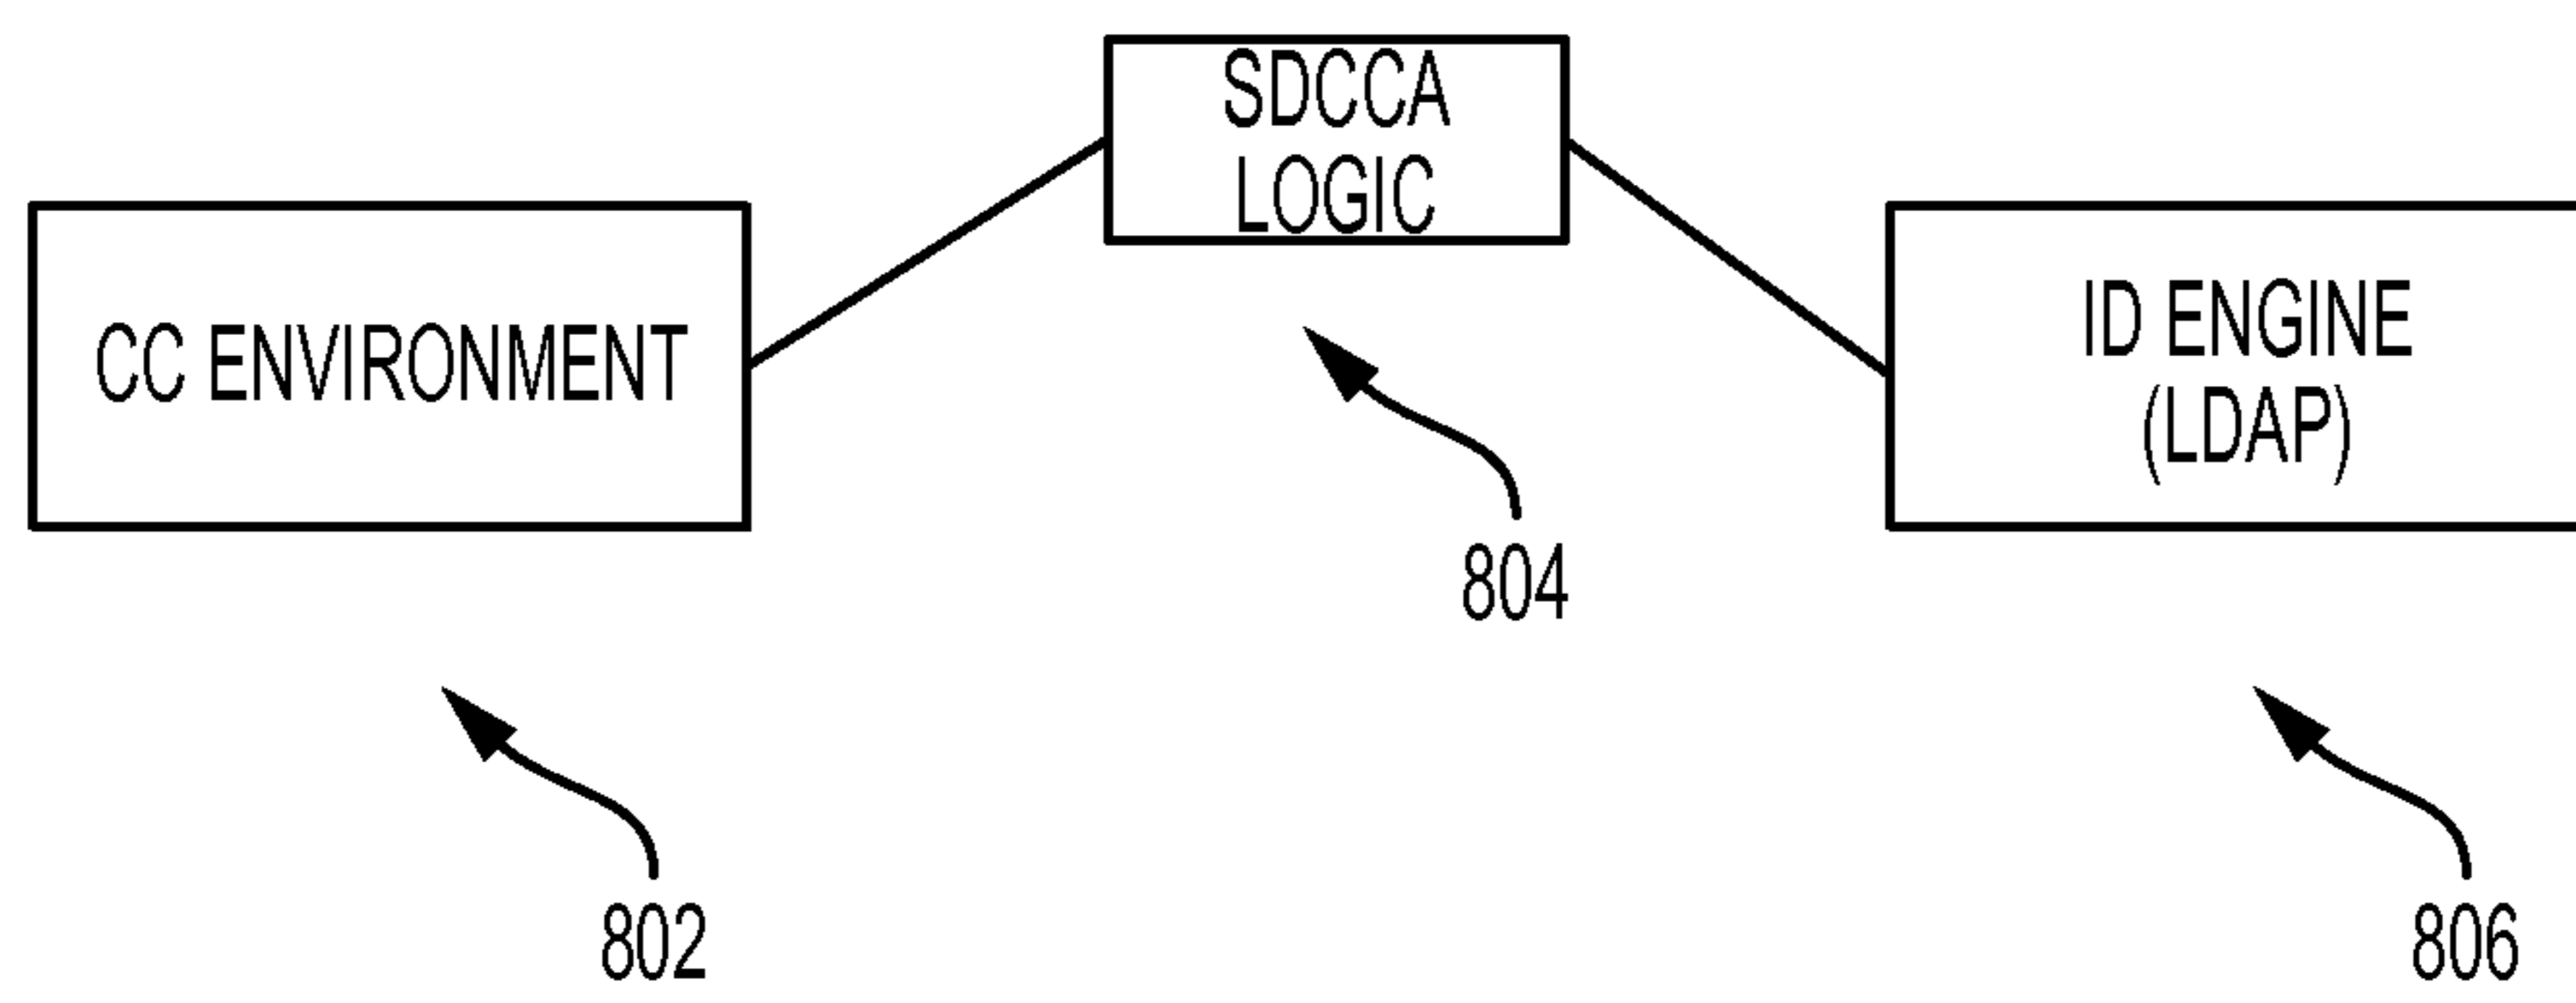 SDCCA
LOGIC
CC ENVIRONMENT
ID ENGINE
(LDAP)
804
802
806